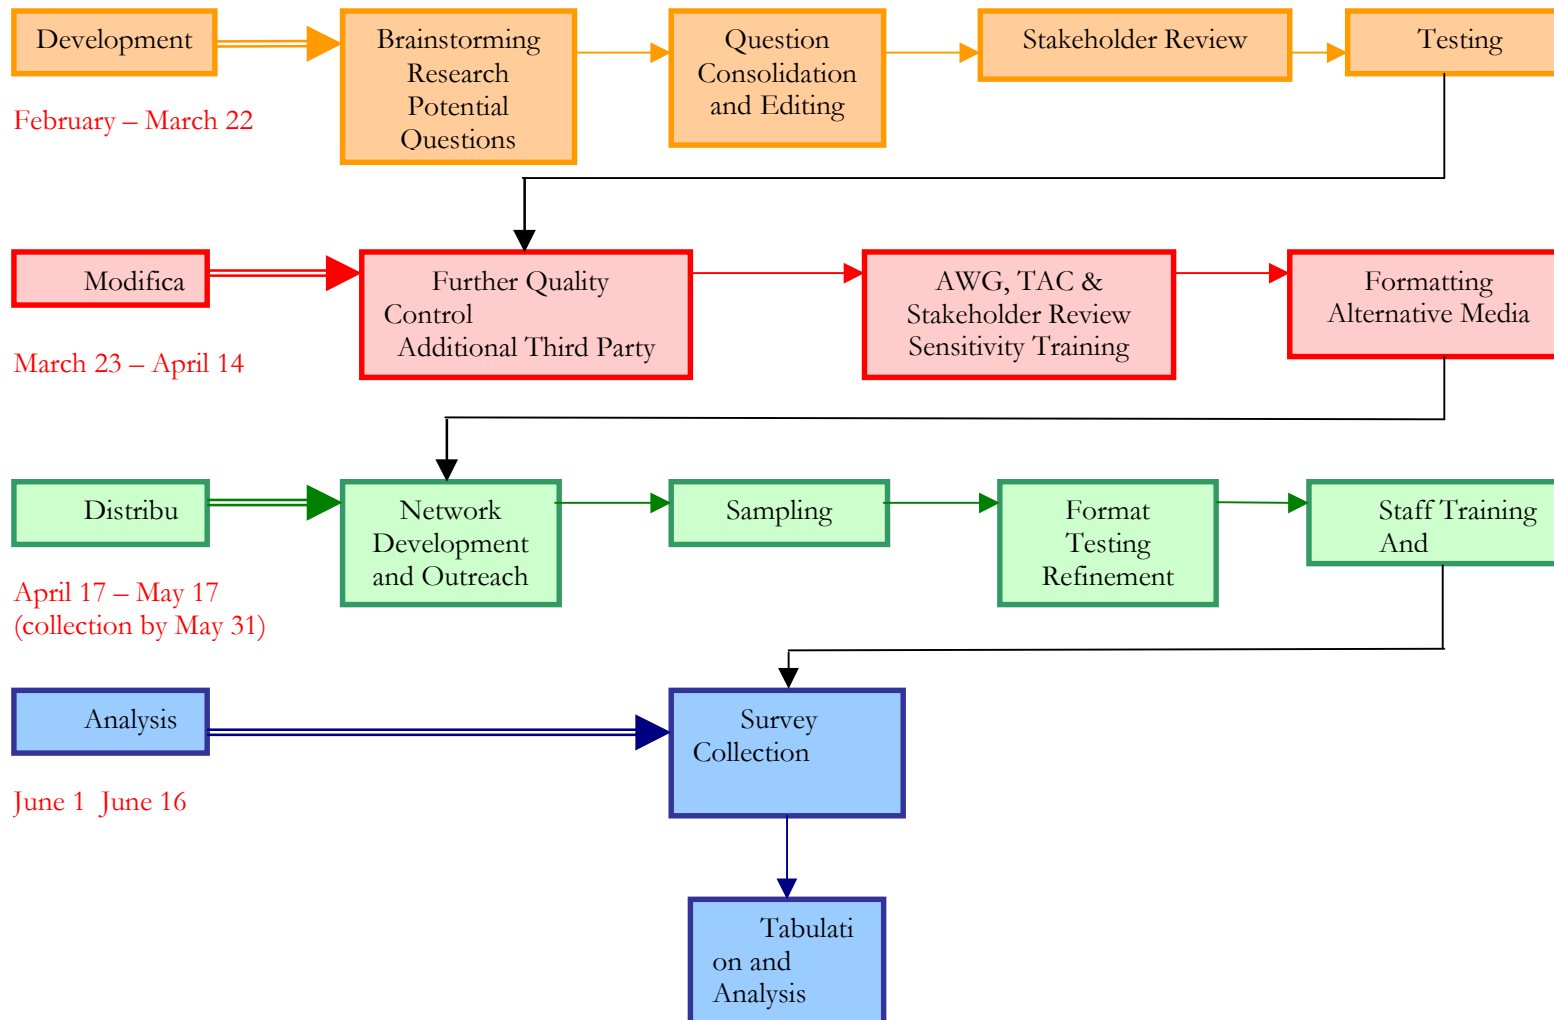 Development
Brainstorming
Research
Potential
Questions
Question
Consolidation
and Editing
Stakeholder Review
Testing
February – March 22
Modifica
Further Quality
Control
Additional Third Party
AWG, TAC &
Stakeholder Review
Sensitivity Training
Formatting
Alternative Media
March 23 – April 14
Distribu
Network
Development
and Outreach
Sampling
Format
Testing
Refinement
Staff Training
And
April 17 – May 17
(collection by May 31)
Analysis
Survey
Collection
June 1 June 16
Tabulati
on and
Analysis